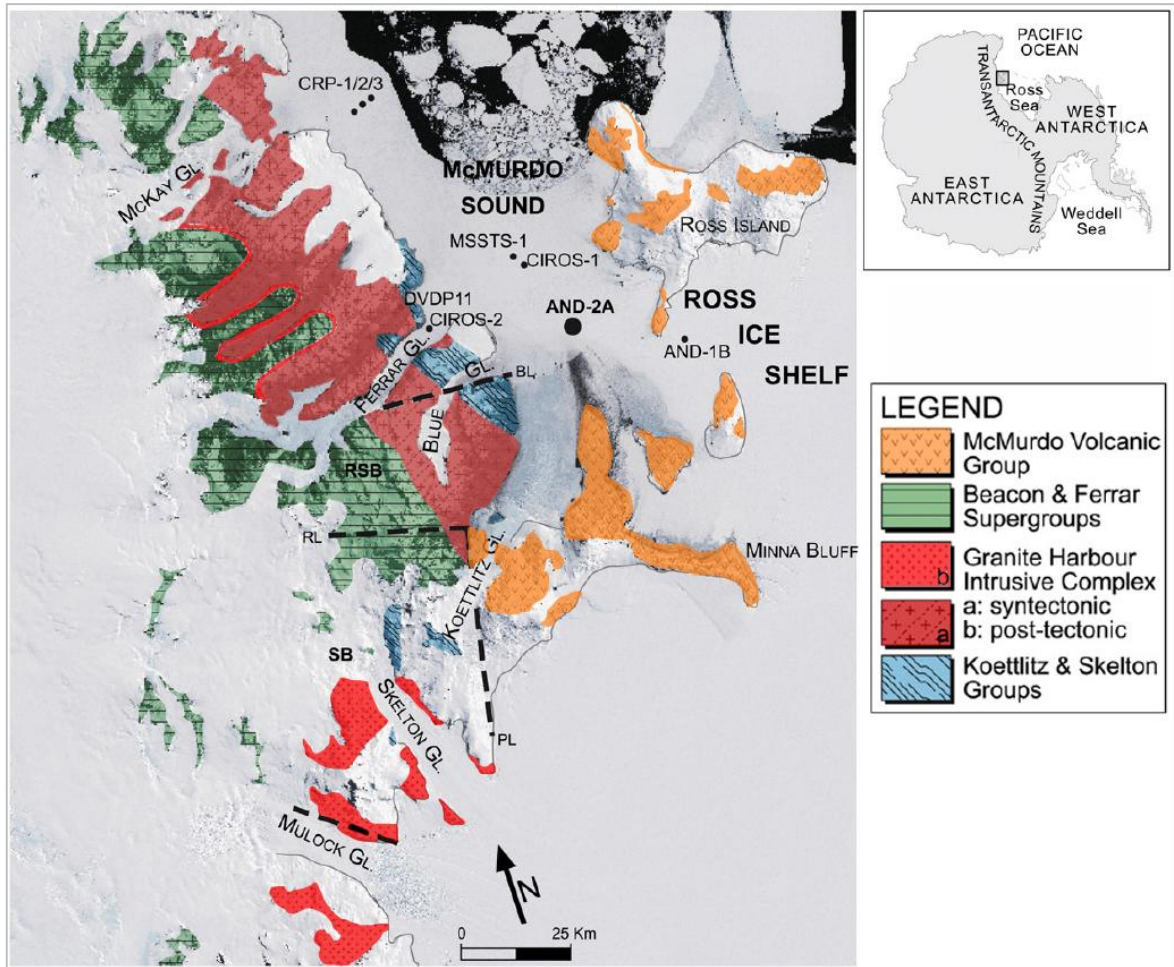 CRP-1/2/3
McMURDO
SOUND
McKAY GL.
MSSTS-1
CIROS-1
ROSS ISLAND
DVDP11
CIROS-2
AND-2A
ROSS
ICE
SHELF
AND-1B
FERRAR GL.
BLUE GL.
BL
RSB
RL
KOETTLITZ GL.
MINNA BLUFF
SB
SKELTON GL.
PL
MULOCK GL.
N
0 25 Km
PACIFIC
OCEAN
TRANSANTARCTIC MOUNTAINS
Ross
Sea
WEST
ANTARCTICA
EAST
ANTARCTICA
Weddell
Sea
LEGEND
McMurdo Volcanic
Group
Beacon & Ferrar
Supergroups
b
Granite Harbour
Intrusive Complex
a
a: syntectonic
b: post-tectonic
Koettlitz & Skelton
Groups